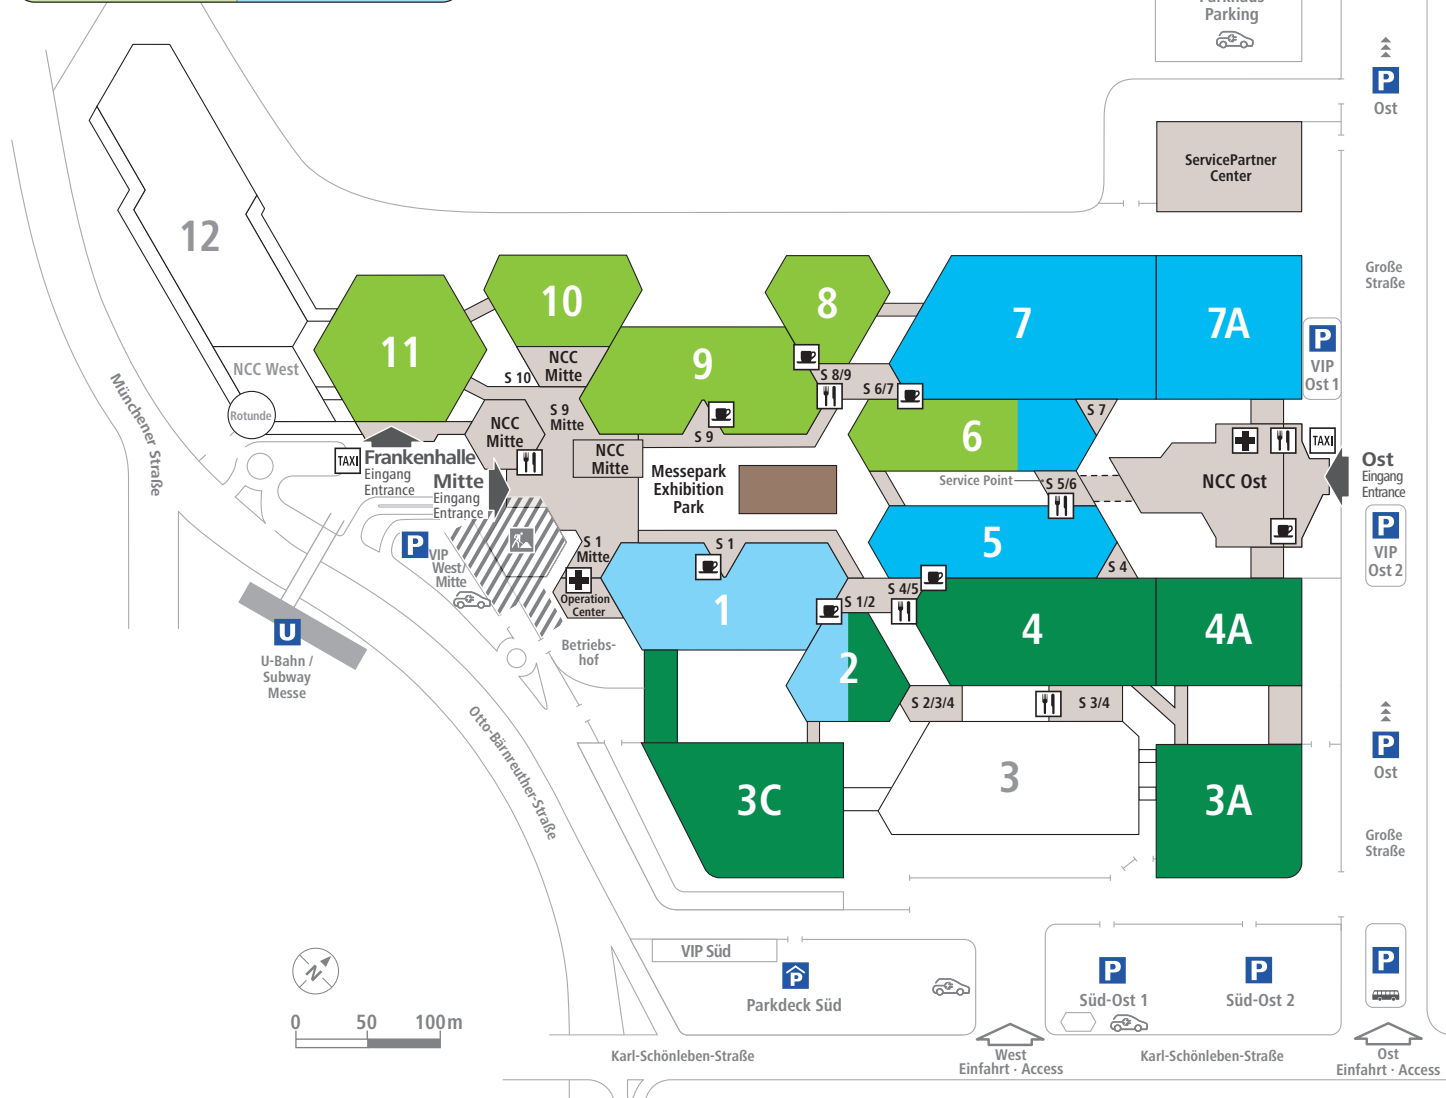 Parking
P
Ost
ServicePartner
Center
12
Große
Straße
10
8
7
7A
11
9
P
VIP
Ost 1
NCC West
NCC
Mitte
S 10
S 8/9
S 6/7
Münchener Straße
Rotunde
S 9
Mitte
NCC
Mitte
S 9
S 7
6
TAXI
Frankenhalle
Eingang
Entrance
NCC
Mitte
Messepark
Exhibition
Park
Service Point
S 5/6
NCC Ost
TAXI
Ost
Eingang
Entrance
Mitte
Eingang
Entrance
P
VIP
West/
Mitte
S 1
Mitte
S 1
5
S 4
P
VIP
Ost 2
Operation
Center
1
S 1/2
S 4/5
4
4A
U
U-Bahn /
Subway
Messe
Betriebs-
hof
2
S 2/3/4
S 3/4
Otto-Bärnreuther-Straße
3C
3
3A
P
Ost
Große
Straße
N
0 50 100 m
VIP Süd
P
Parkdeck Süd
P
Süd-Ost 1
P
Süd-Ost 2
P
Karl-Schönleben-Straße
West
Einfahrt · Access
Karl-Schönleben-Straße
Ost
Einfahrt · Access